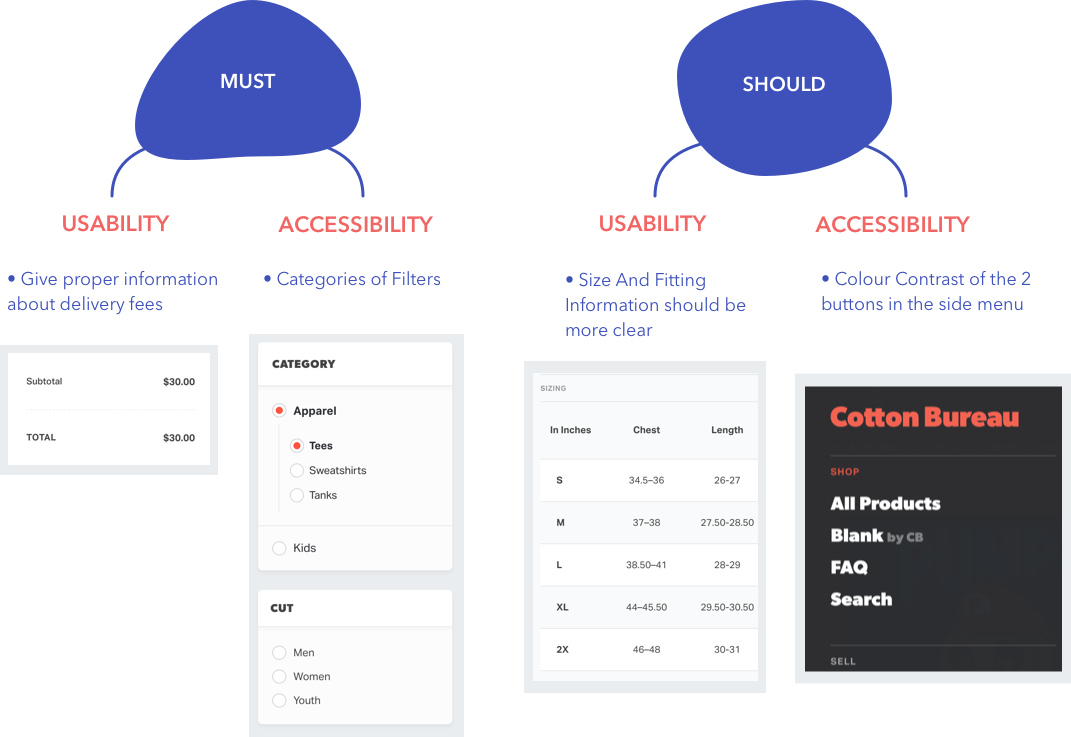 MUST
USABILITY
ACCESSIBILITY
• Give proper information
about delivery fees
• Categories of Filters
Subtotal $30.00
TOTAL $30.00
CATEGORY
Apparel
Tees
Sweatshirts
Tanks
Kids
CUT
Men
Women
Youth
SHOULD
USABILITY
ACCESSIBILITY
• Size And Fitting
Information should be
more clear
• Colour Contrast of the 2
buttons in the side menu
SIZING
In Inches Chest Length
S 34.5–36 26-27
M 37–38 27.50-28.50
L 38.50–41 28-29
XL 44–45.50 29.50-30.50
2X 46–48 30-31
Cotton Bureau
SHOP
All Products
Blank by CB
FAQ
Search
SELL